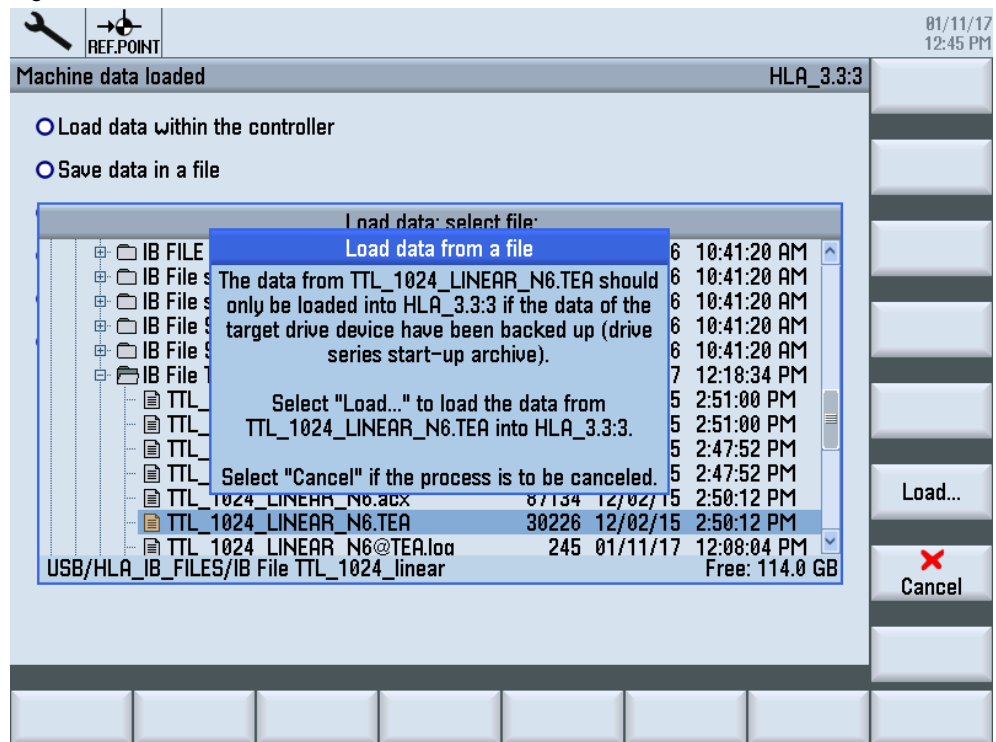 REF.POINT
01/11/17
12:45 PM
Machine data loaded HLA_3.3:3
Load data within the controller
Save data in a file
Load data: select file:
Load data from a file
The data from TTL_1024_LINEAR_N6.TEA should
only be loaded into HLA_3.3:3 if the data of the
target drive device have been backed up (drive
series start-up archive).
Select "Load..." to load the data from
TTL_1024_LINEAR_N6.TEA into HLA_3.3:3.
Select "Cancel" if the process is to be canceled.
IB FILE 6 10:41:20 AM
IB File 6 10:41:20 AM
IB File 6 10:41:20 AM
IB File 6 10:41:20 AM
IB File 6 10:41:20 AM
IB File 7 12:18:34 PM
TTL_ 5 2:51:00 PM
TTL_ 5 2:51:00 PM
TTL_ 5 2:47:52 PM
TTL_ 5 2:47:52 PM
TTL_1024_LINEAR_N6.acx 87134 12/02/15 2:50:12 PM
TTL_1024_LINEAR_N6.TEA 30226 12/02/15 2:50:12 PM
TTL_1024_LINEAR_N6@TEA.log 245 01/11/17 12:08:04 PM
USB/HLA_IB_FILES/IB File TTL_1024_linear Free: 114.0 GB
Load...
Cancel